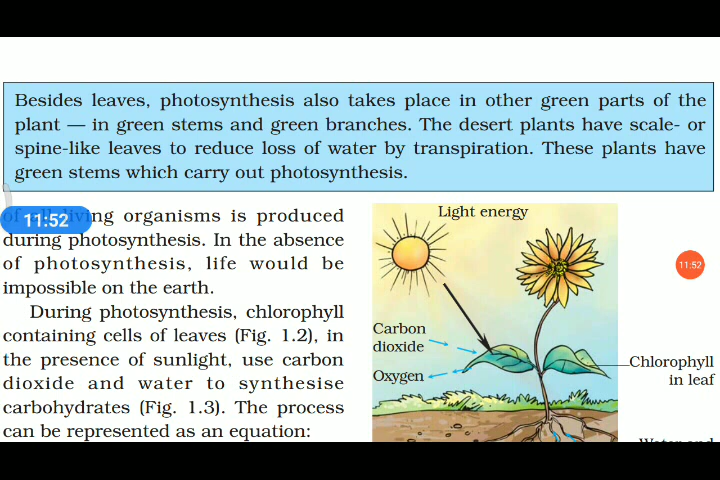 Besides leaves, photosynthesis also takes place in other green parts of the
plant — in green stems and green branches. The desert plants have scale- or
spine-like leaves to reduce loss of water by transpiration. These plants have
green stems which carry out photosynthesis.
of all living organisms is produced
11:52
during photosynthesis. In the absence
of photosynthesis, life would be
impossible on the earth.
During photosynthesis, chlorophyll
containing cells of leaves (Fig. 1.2), in
the presence of sunlight, use carbon
dioxide and water to synthesise
carbohydrates (Fig. 1.3). The process
can be represented as an equation:
Light energy
11:52
Carbon
dioxide
Oxygen
Chlorophyll
in leaf
Water and